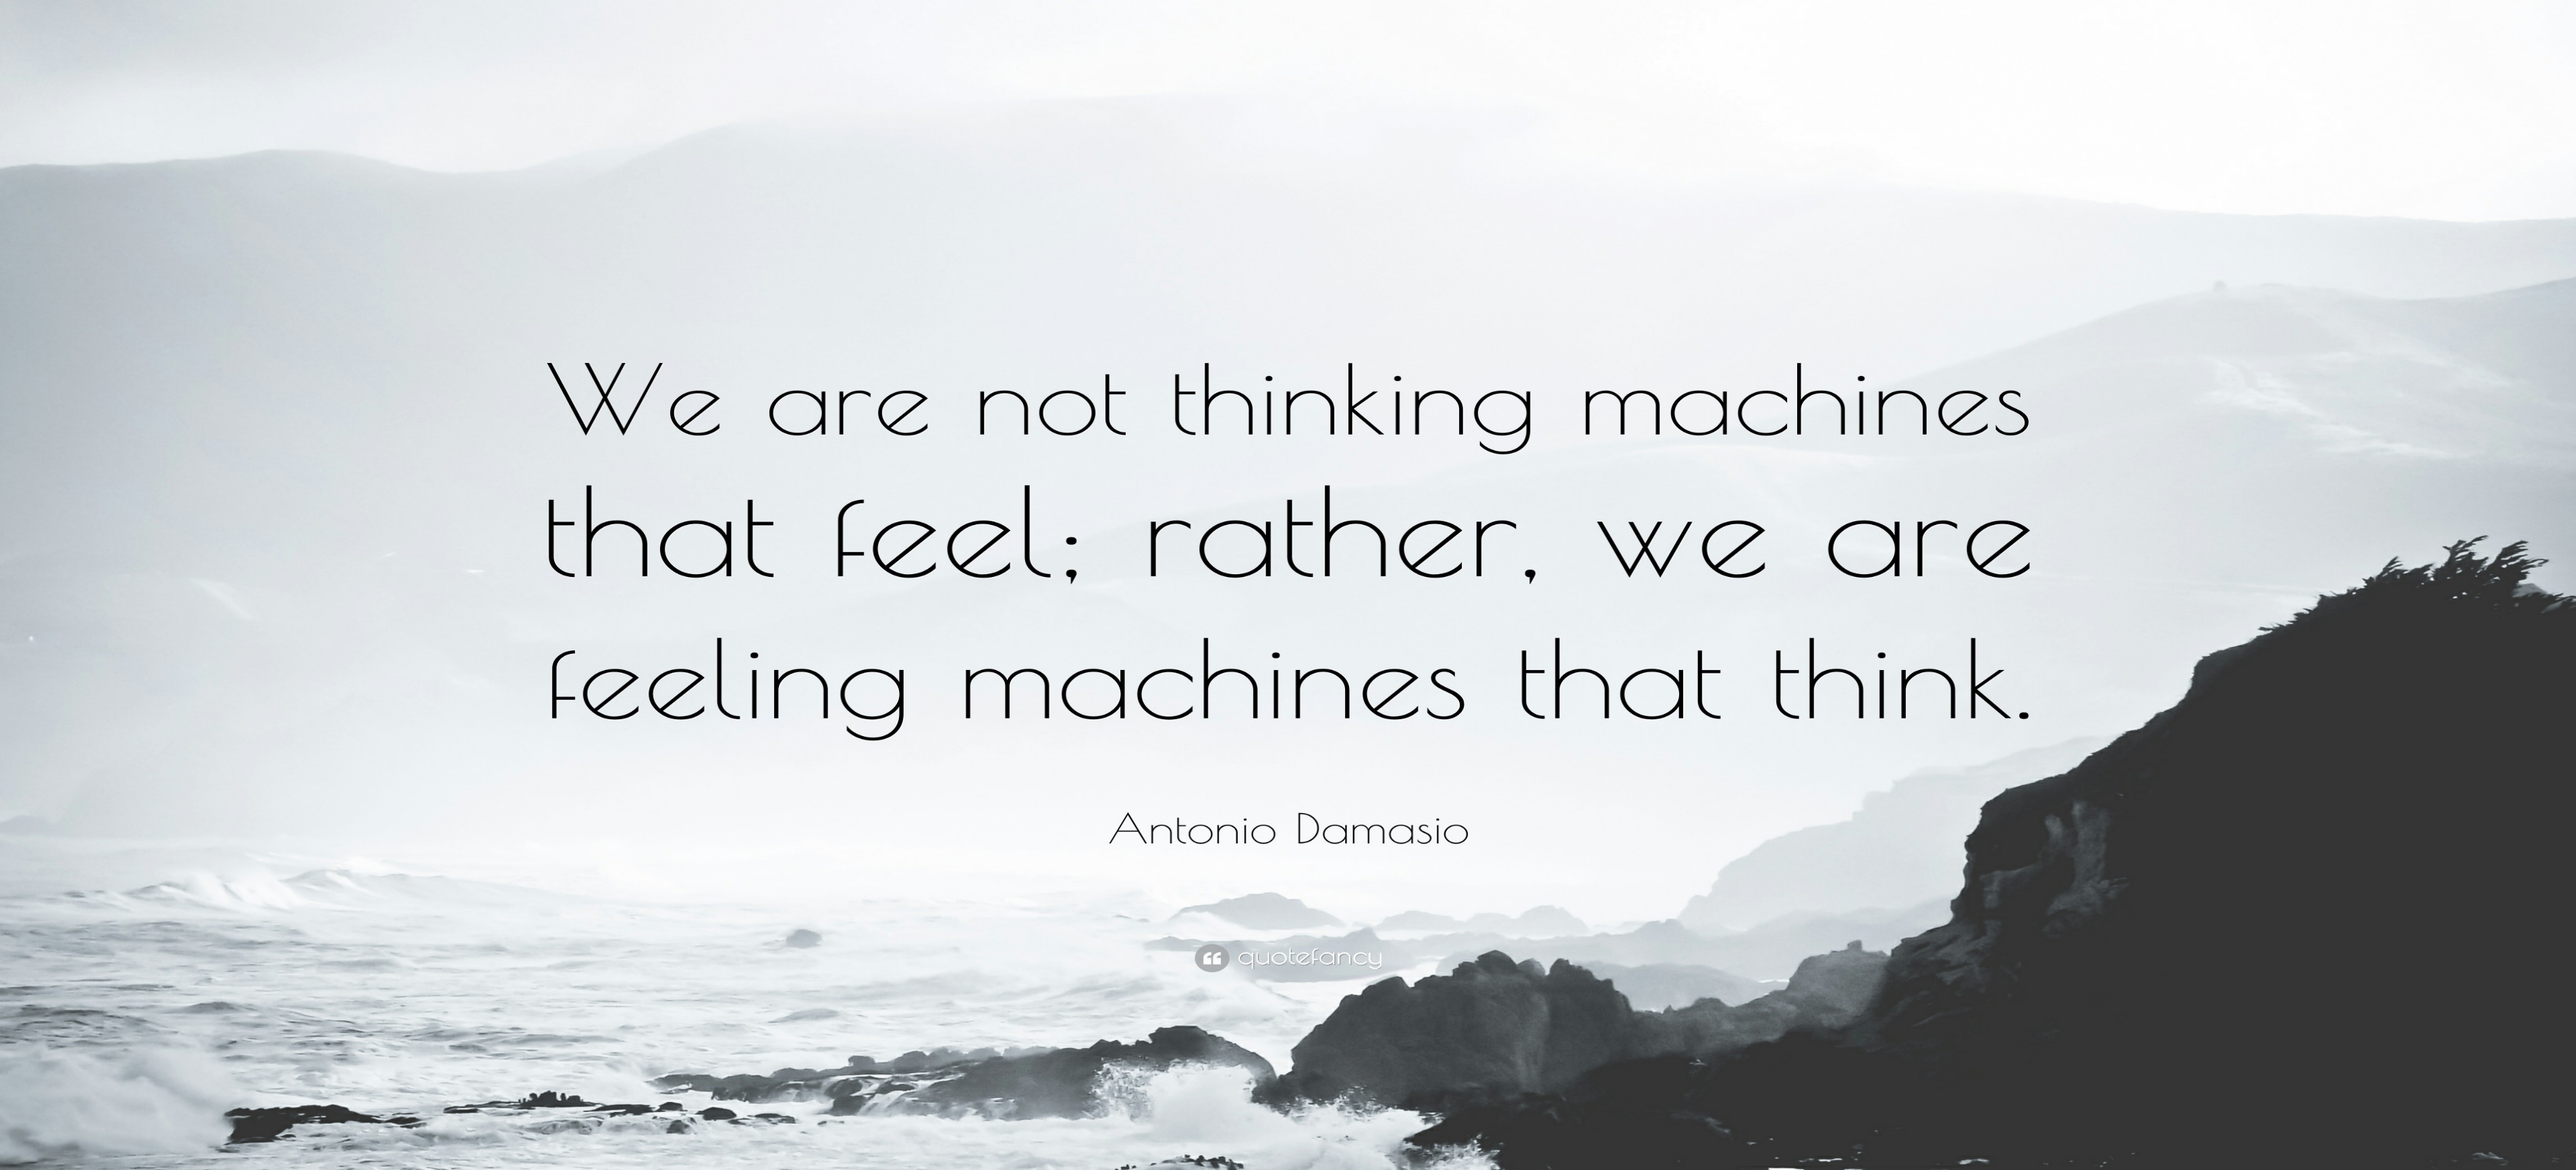 We are not thinking machines
that feel; rather, we are
feeling machines that think.
Antonio Damasio
quotefancy